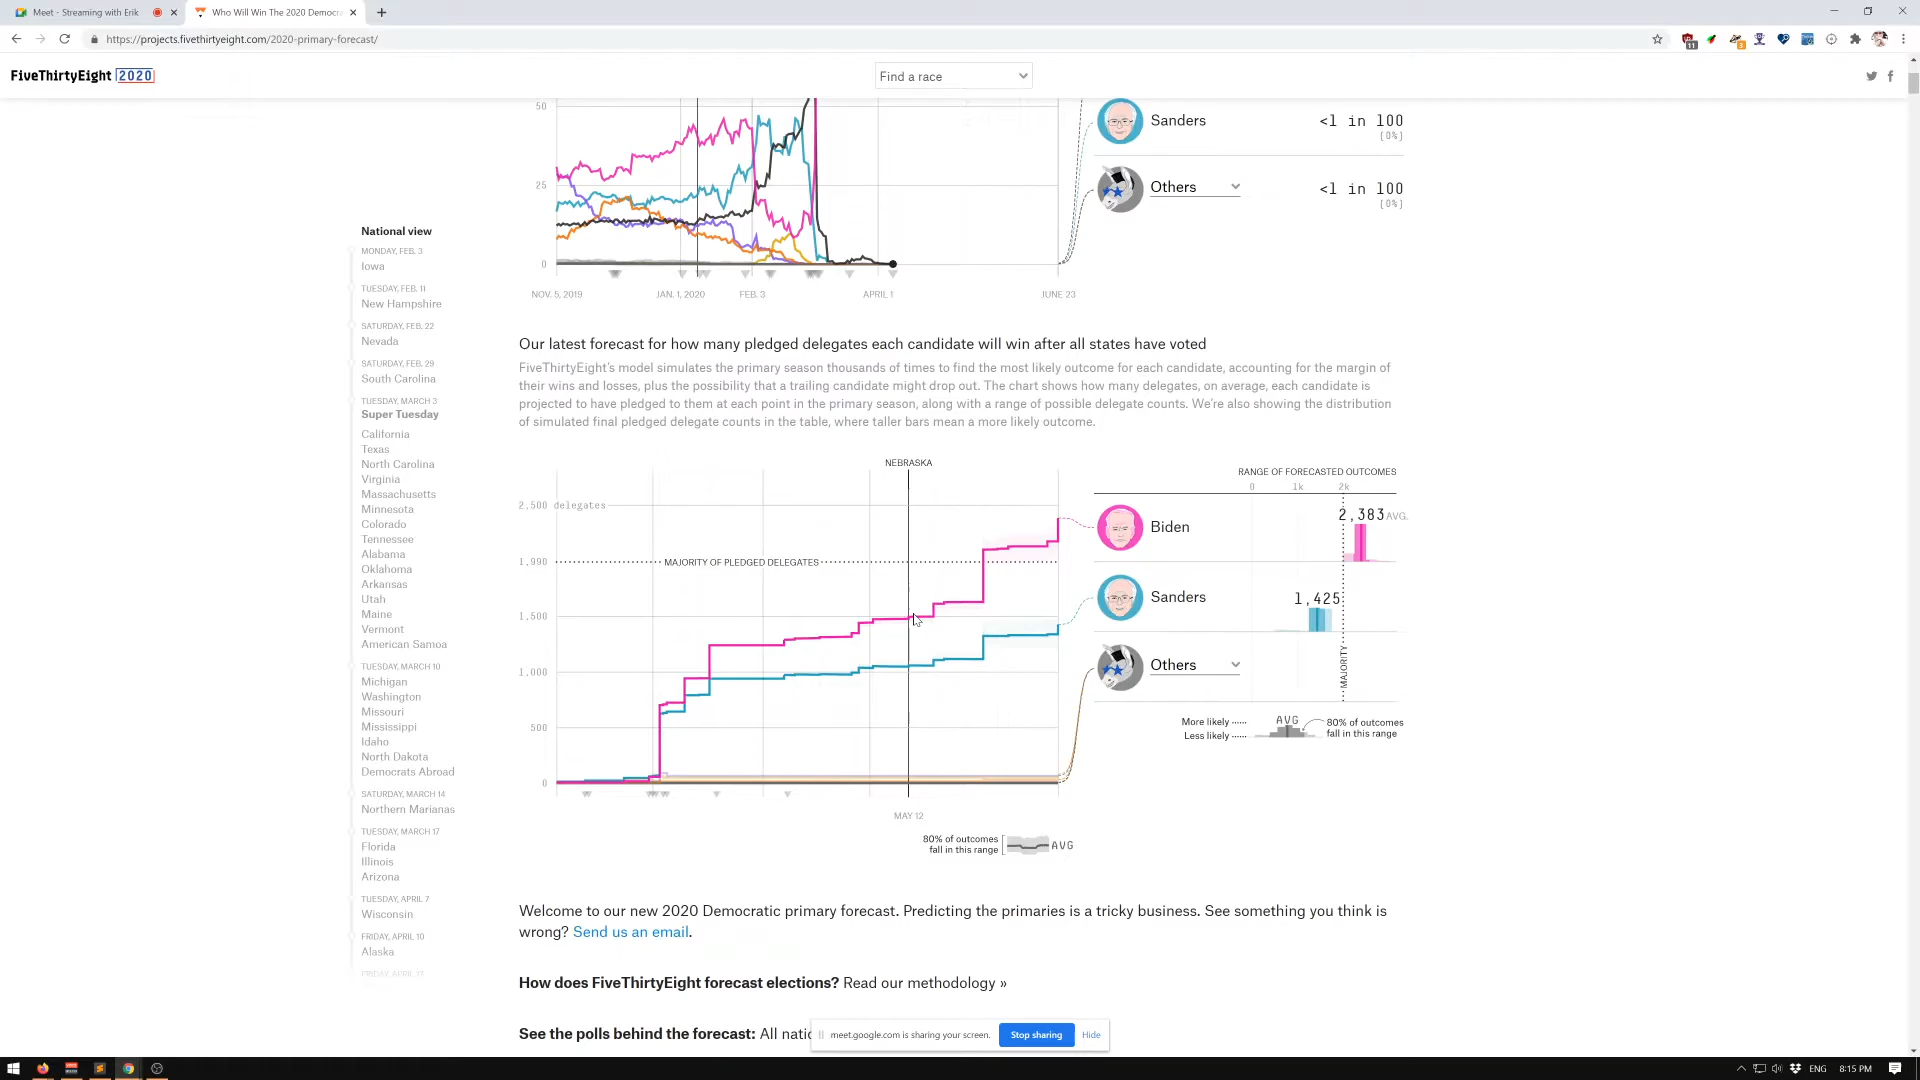 Meet - Streaming with Erik
Who Will Win The 2020 Democra
https://projects.fivethirtyeight.com/2020-primary-forecast/
11
3
FiveThirtyEight 2020
Find a race
50
25
0
NOV. 5, 2019
JAN. 1, 2020
FEB. 3
APRIL 1
JUNE 23
Sanders
<1 in 100
(0%)
Others
<1 in 100
(0%)
National view
MONDAY, FEB. 3
Iowa
TUESDAY, FEB. 11
New Hampshire
SATURDAY, FEB. 22
Nevada
SATURDAY, FEB. 29
South Carolina
TUESDAY, MARCH 3
Super Tuesday
California
Texas
North Carolina
Virginia
Massachusetts
Minnesota
Colorado
Tennessee
Alabama
Oklahoma
Arkansas
Utah
Maine
Vermont
American Samoa
TUESDAY, MARCH 10
Michigan
Washington
Missouri
Mississippi
Idaho
North Dakota
Democrats Abroad
SATURDAY, MARCH 14
Northern Marianas
TUESDAY, MARCH 17
Florida
Illinois
Arizona
TUESDAY, APRIL 7
Wisconsin
FRIDAY, APRIL 10
Alaska
FRIDAY, APRIL 17
Our latest forecast for how many pledged delegates each candidate will win after all states have voted
FiveThirtyEight's model simulates the primary season thousands of times to find the most likely outcome for each candidate, accounting for the margin of
their wins and losses, plus the possibility that a trailing candidate might drop out. The chart shows how many delegates, on average, each candidate is
projected to have pledged to them at each point in the primary season, along with a range of possible delegate counts. We're also showing the distribution
of simulated final pledged delegate counts in the table, where taller bars mean a more likely outcome.
NEBRASKA
2,500 delegates
1,990
MAJORITY OF PLEDGED DELEGATES
1,500
1,000
500
0
MAY 12
80% of outcomes
fall in this range
AVG
RANGE OF FORECASTED OUTCOMES
0 1k 2k
Biden
2,383 AVG.
Sanders
1,425
Others
MAJORITY
More likely
Less likely
AVG
80% of outcomes
fall in this range
Welcome to our new 2020 Democratic primary forecast. Predicting the primaries is a tricky business. See something you think is
wrong? Send us an email.
How does FiveThirtyEight forecast elections? Read our methodology »
See the polls behind the forecast: All natio
meet.google.com is sharing your screen.
Stop sharing
Hide
ENG
8:15 PM